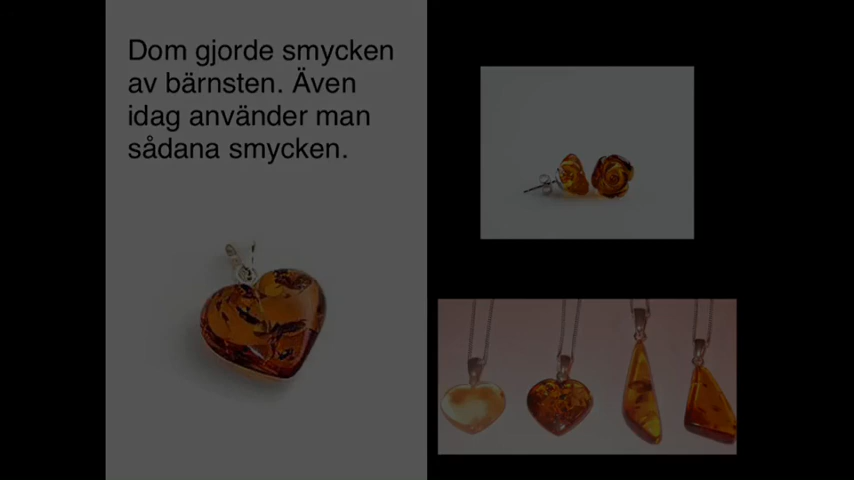 Dom gjorde smycken
av bärnsten. Även
idag använder man
sådana smycken.